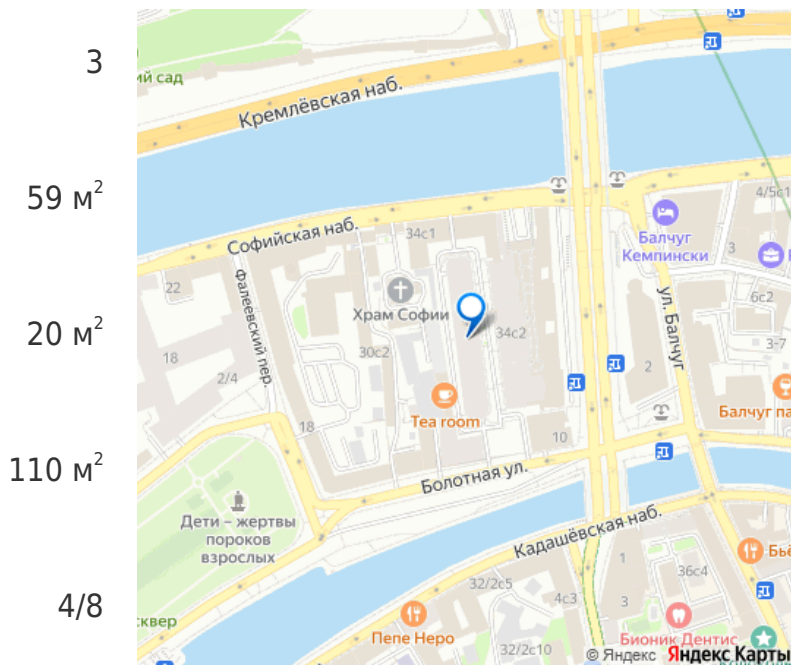 3
59 м²
20 м²
110 м²
4/8
ий сад
Кремлёвская наб.
Софийская наб.
34с1
4/5с1
Балчуг
Кемпински
3
22
Фалеевский пер.
Храм Софии
ул. Балчуг
6с2
30с2
34с2
3-7
18
2/4
2
Tea room
Балчуг па
18
10
Болотная ул.
Дети – жертвы
пороков
взрослых
Кадашёвская наб.
Бьё
1
36с4
32/2с5
4с3
3
сквер
Пепе Неро
Бионик Дентис
32/2с10
© Яндекс Яндекс Карты